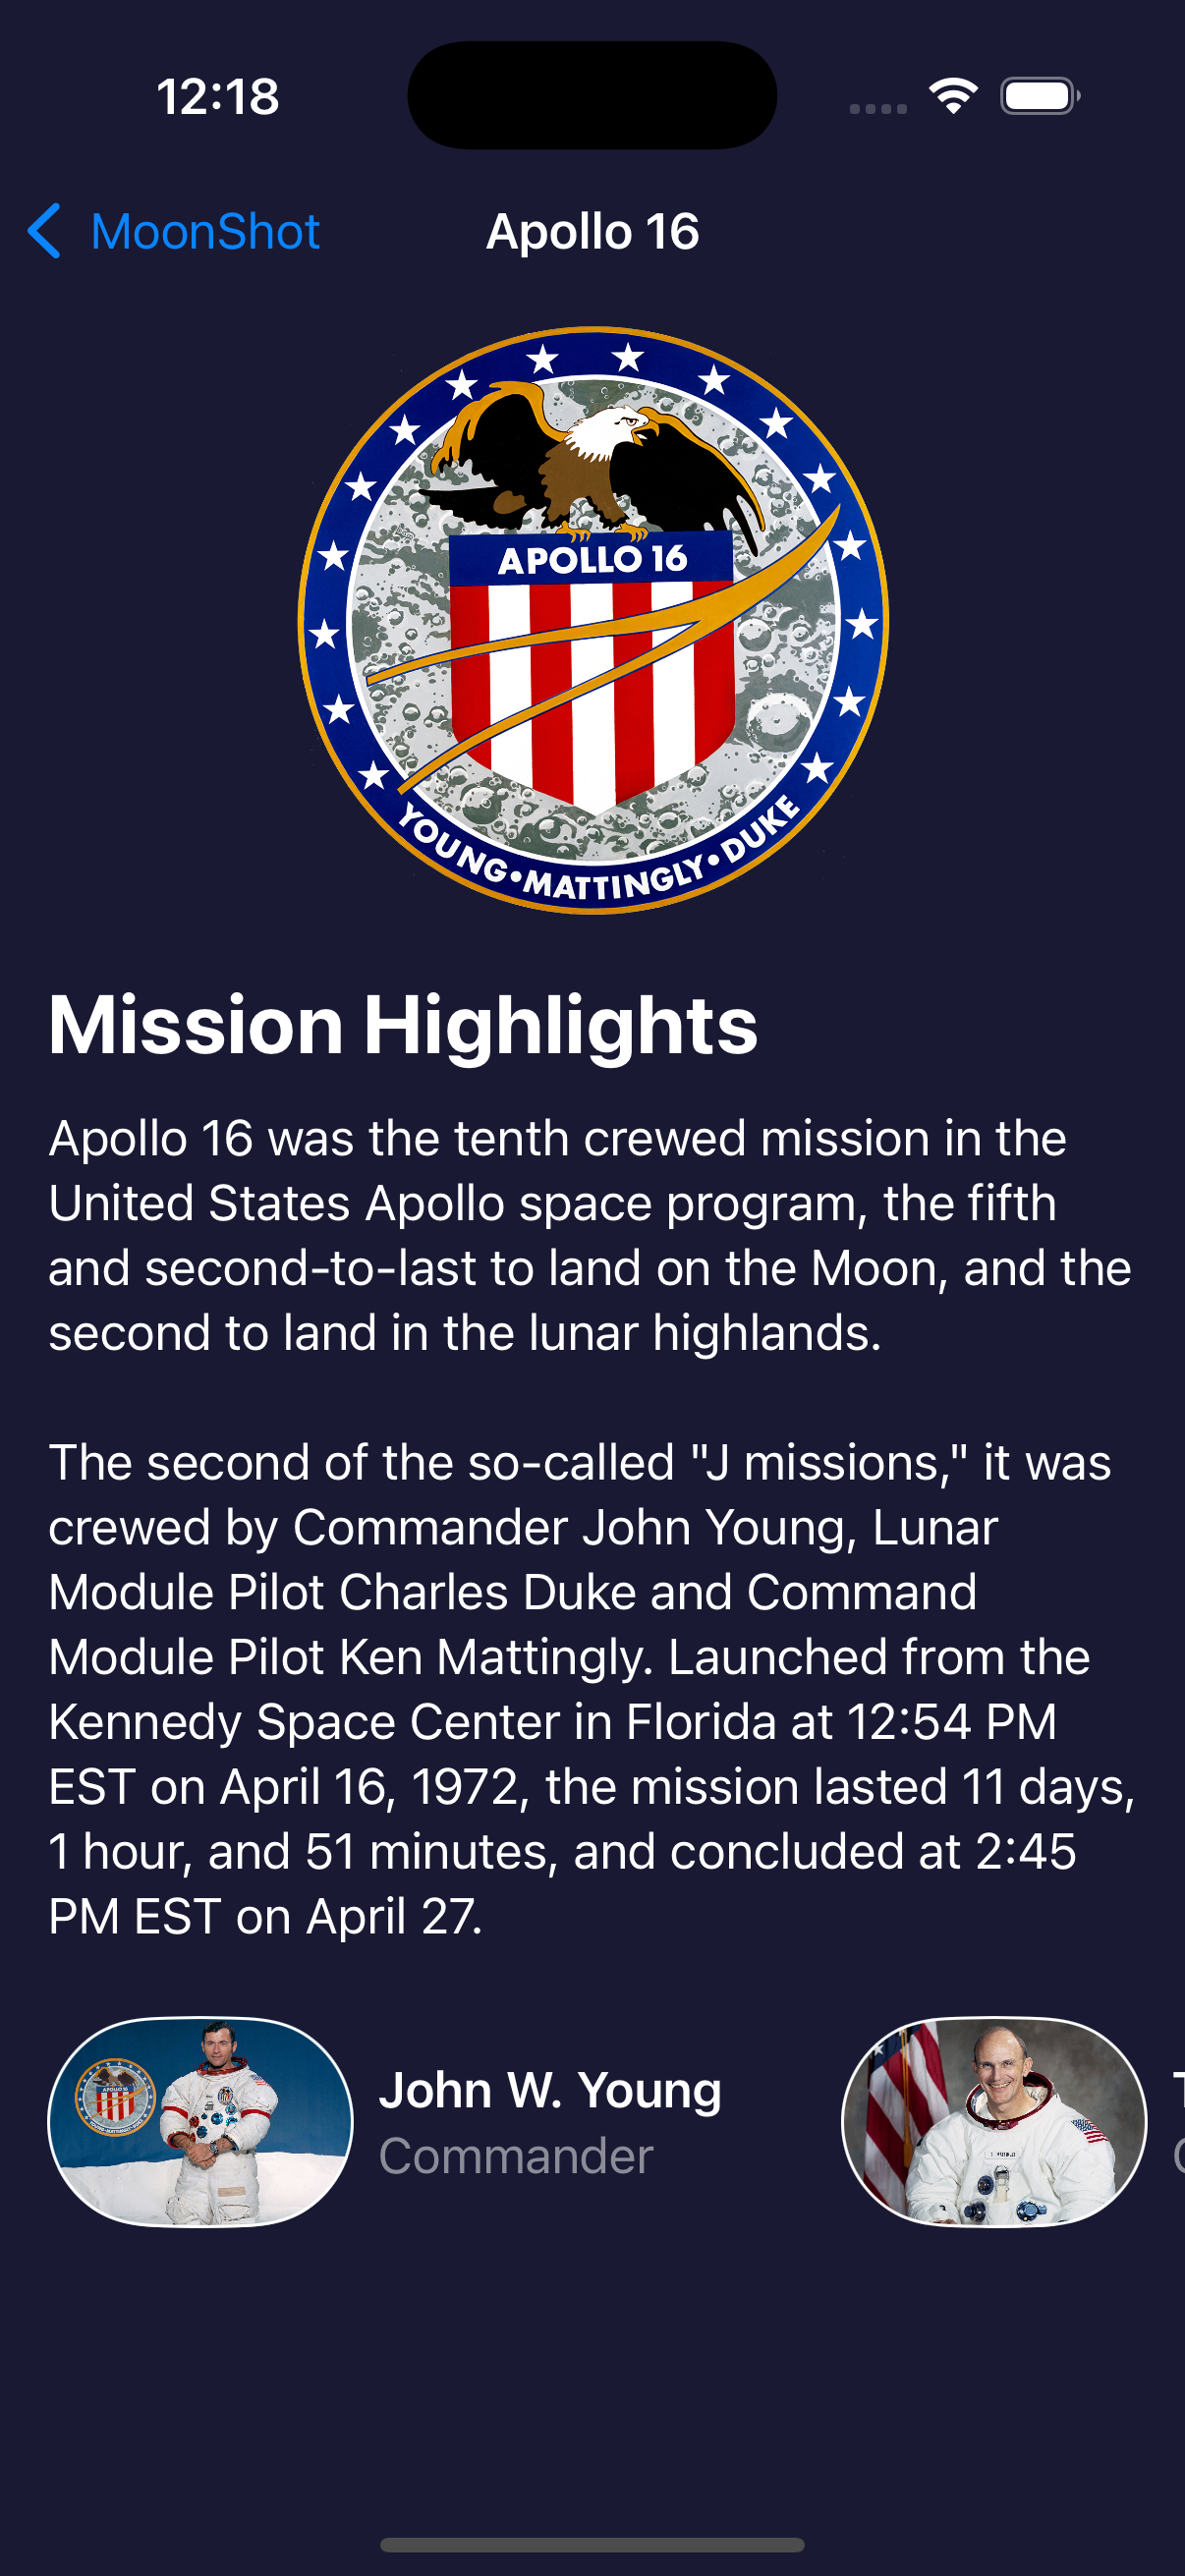 12:18
MoonShot
Apollo 16
APOLLO 16
YOUNG•MATTINGLY•DUKE
Mission Highlights
Apollo 16 was the tenth crewed mission in the
United States Apollo space program, the fifth
and second-to-last to land on the Moon, and the
second to land in the lunar highlands.
The second of the so-called "J missions," it was
crewed by Commander John Young, Lunar
Module Pilot Charles Duke and Command
Module Pilot Ken Mattingly. Launched from the
Kennedy Space Center in Florida at 12:54 PM
EST on April 16, 1972, the mission lasted 11 days,
1 hour, and 51 minutes, and concluded at 2:45
PM EST on April 27.
APOLLO 16
John W. Young
Commander